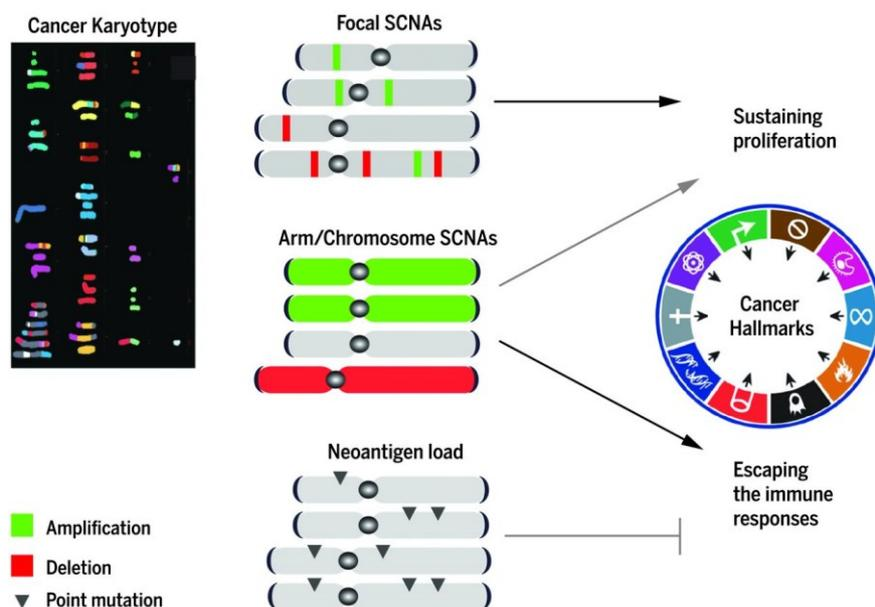 Cancer Karyotype
Focal SCNAs
Sustaining
proliferation
Arm/Chromosome SCNAs
Cancer
Hallmarks
Neoantigen load
Escaping
the immune
responses
Amplification
Deletion
Point mutation